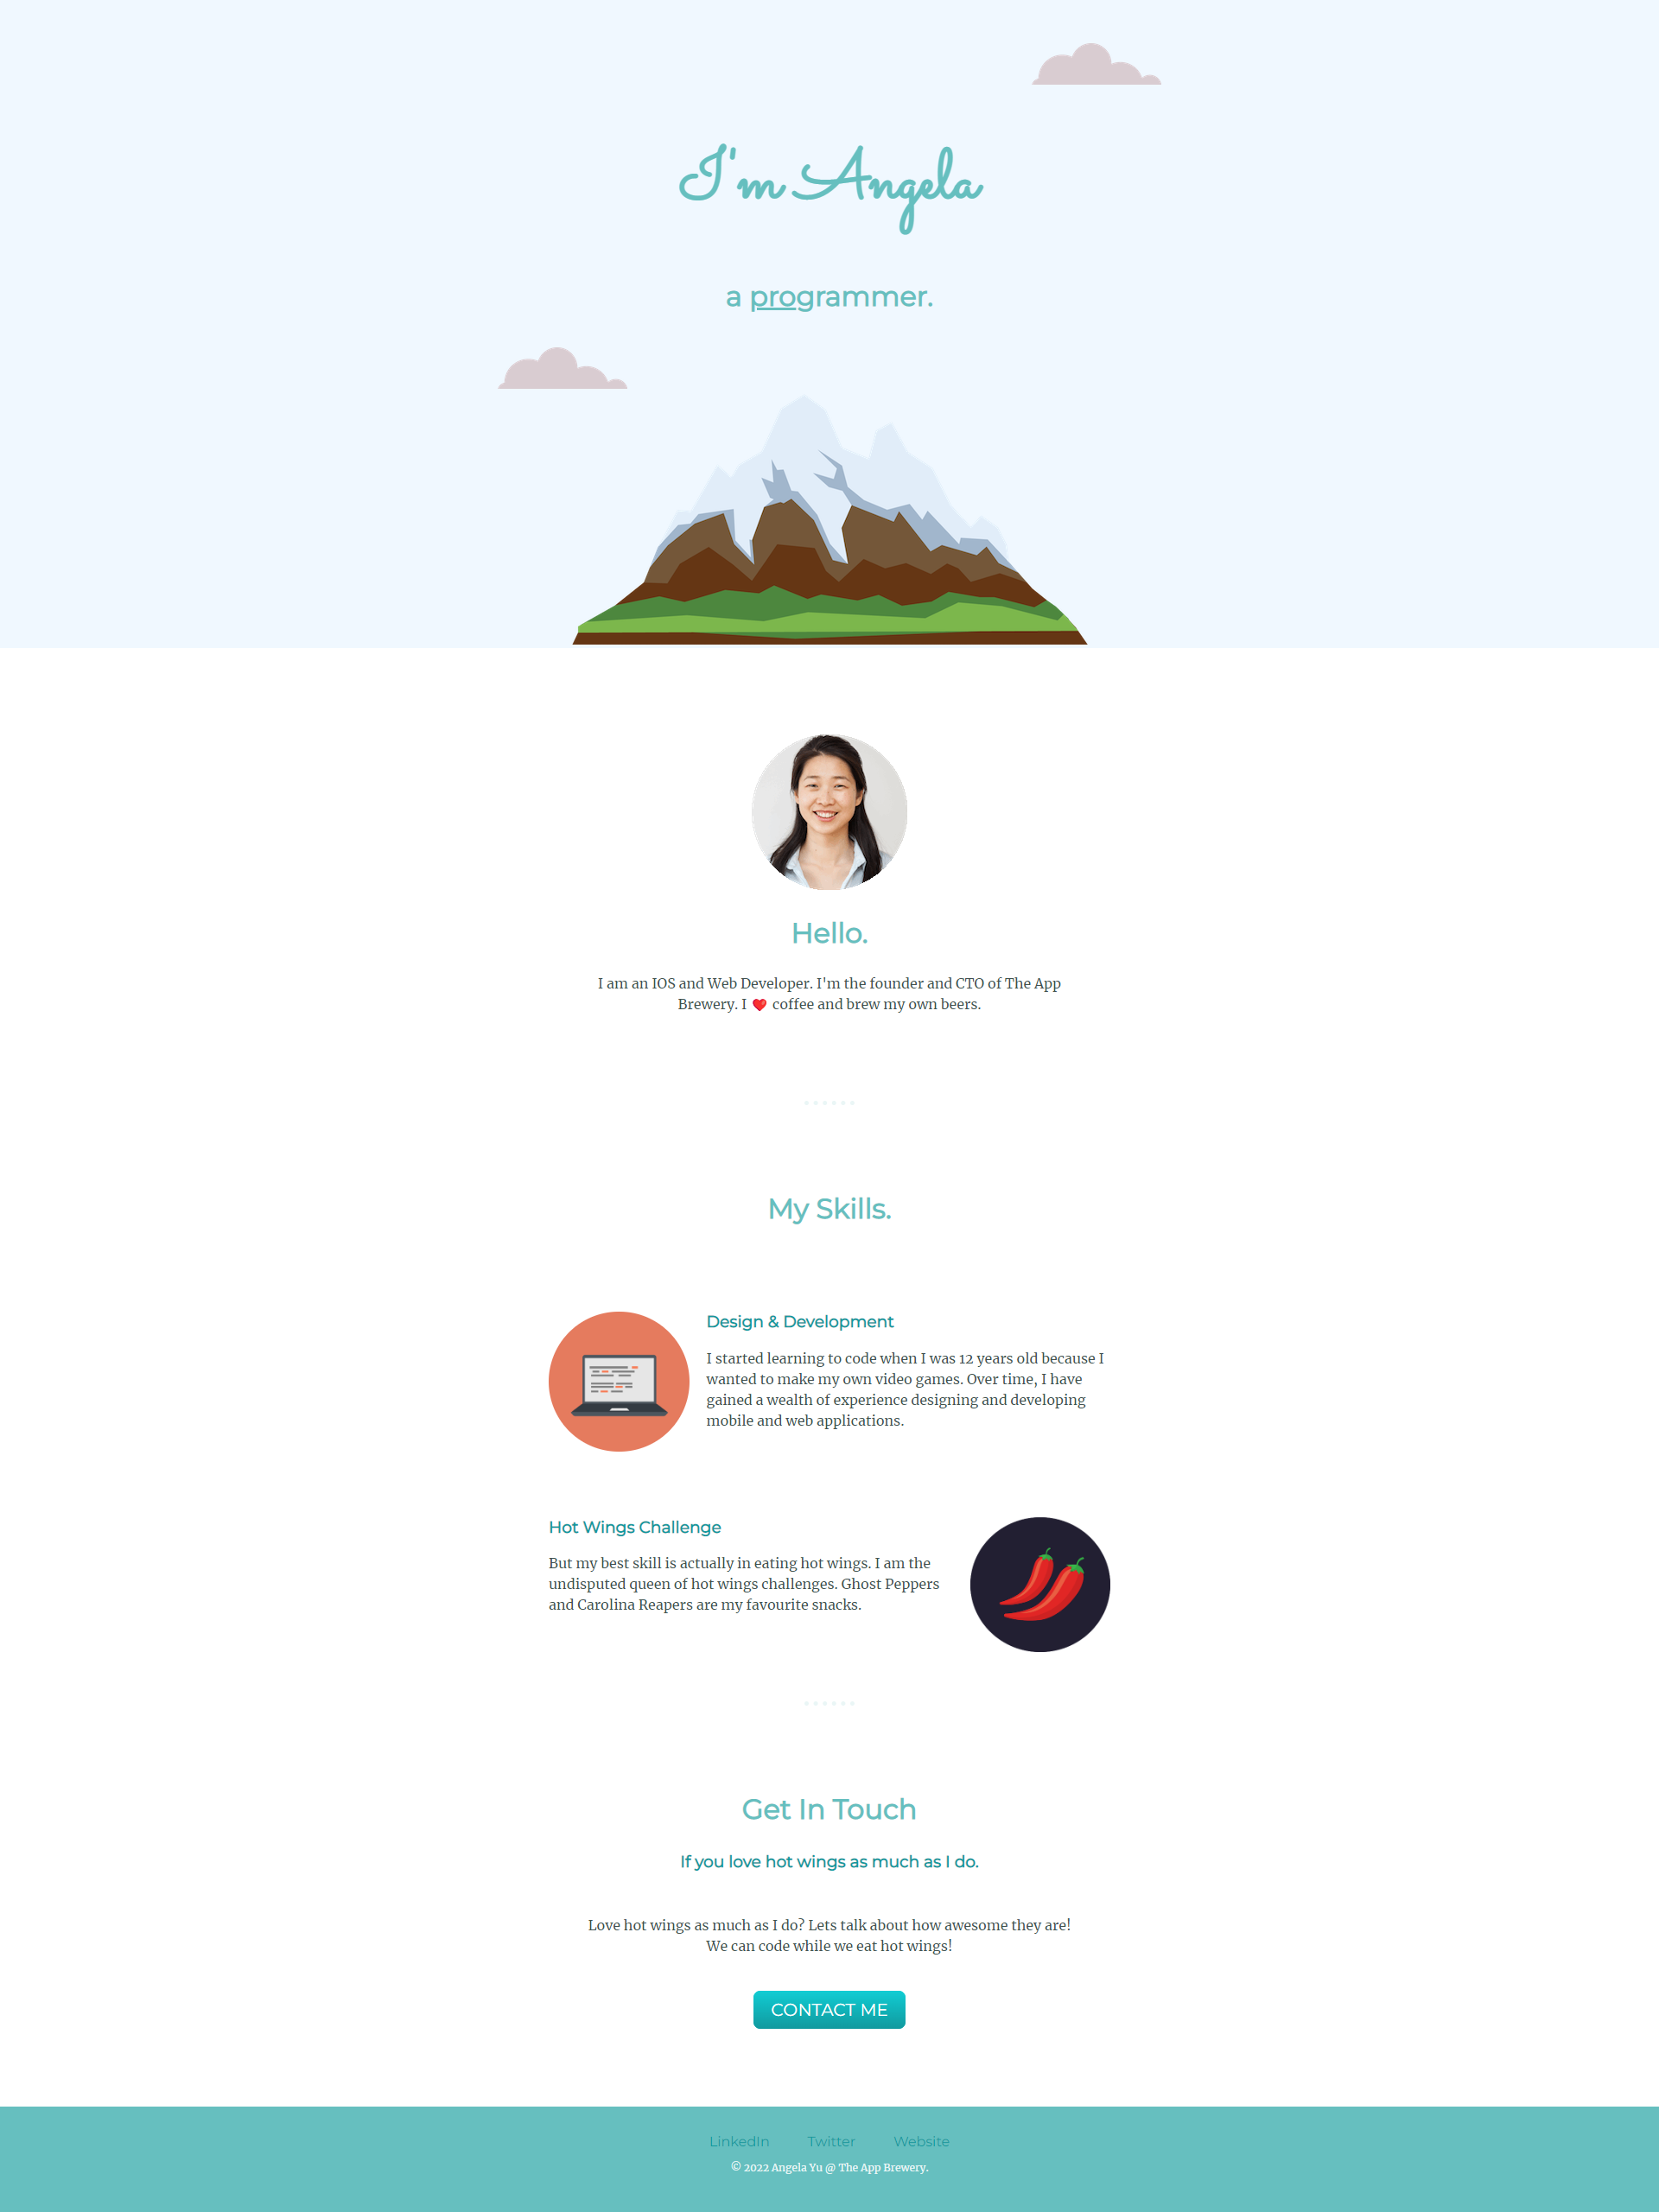 I'm Angela
a programmer.
Hello.
I am an IOS and Web Developer. I'm the founder and CTO of The App
Brewery. I ❤ coffee and brew my own beers.
My Skills.
Design & Development
I started learning to code when I was 12 years old because I
wanted to make my own video games. Over time, I have
gained a wealth of experience designing and developing
mobile and web applications.
Hot Wings Challenge
But my best skill is actually in eating hot wings. I am the
undisputed queen of hot wings challenges. Ghost Peppers
and Carolina Reapers are my favourite snacks.
Get In Touch
If you love hot wings as much as I do.
Love hot wings as much as I do? Lets talk about how awesome they are!
We can code while we eat hot wings!
CONTACT ME
LinkedIn Twitter Website
© 2022 Angela Yu @ The App Brewery.